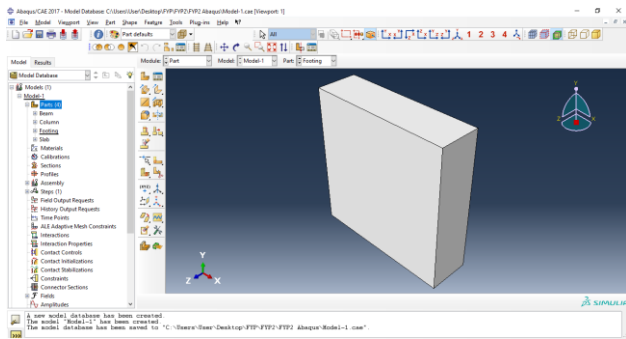 Abaqus/CAE 2017 - Model Database: C:\Users\User\Desktop\FYP\FYP2\FYP2 Abaqus\Model-1.cae [Viewport: 1]
File Model Viewport View Part Shape Feature Tools Plug-ins Help
Part defaults All 1 2 3 4
Model Results Module: Part Model: Model-1 Part: Footing
Model Database
Models (1)
Model-1
Parts (4)
Beam
Column
Footing
Slab
Materials
Calibrations
Sections
Profiles
Assembly
Steps (1)
Field Output Requests
History Output Requests
Time Points
ALE Adaptive Mesh Constraints
Interactions
Interaction Properties
Contact Controls
Contact Initializations
Contact Stabilizations
Constraints
Connector Sections
Fields
Amplitudes
Y
Z X
Y
Z X
SIMULIA
A new model database has been created.
The model "Model-1" has been created.
The model database has been saved to "C:\Users\User\Desktop\FYP\FYP2\FYP2 Abaqus\Model-1.cae".